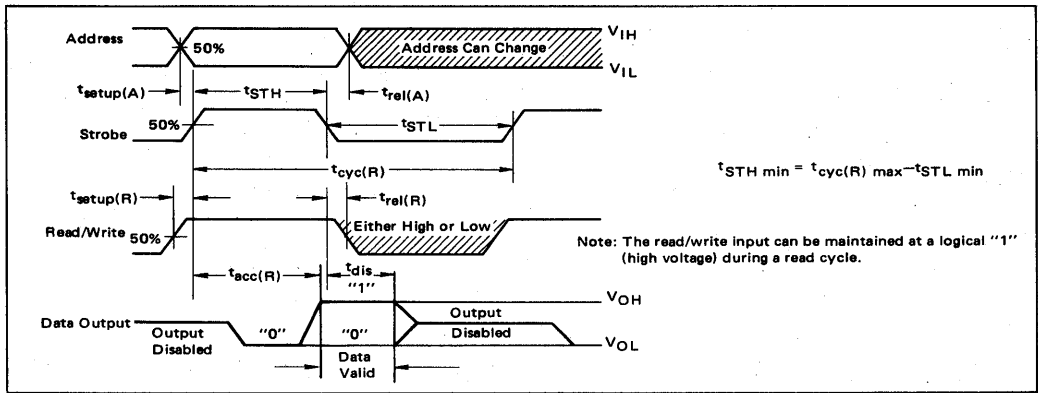 Address
50%
Address Can Change
VIH
VIL
tsetup(A)
tSTH
trel(A)
50%
Strobe
tSTL
tcyc(R)
tSTH min = tcyc(R) max—tSTL min
tsetup(R)
trel(R)
Read/Write
50%
Either High or Low
Note: The read/write input can be maintained at a logical "1"
(high voltage) during a read cycle.
tacc(R)
tdis
"1"
VOH
Data Output
Output
Disabled
"0"
"0"
Output
Disabled
VOL
Data
Valid